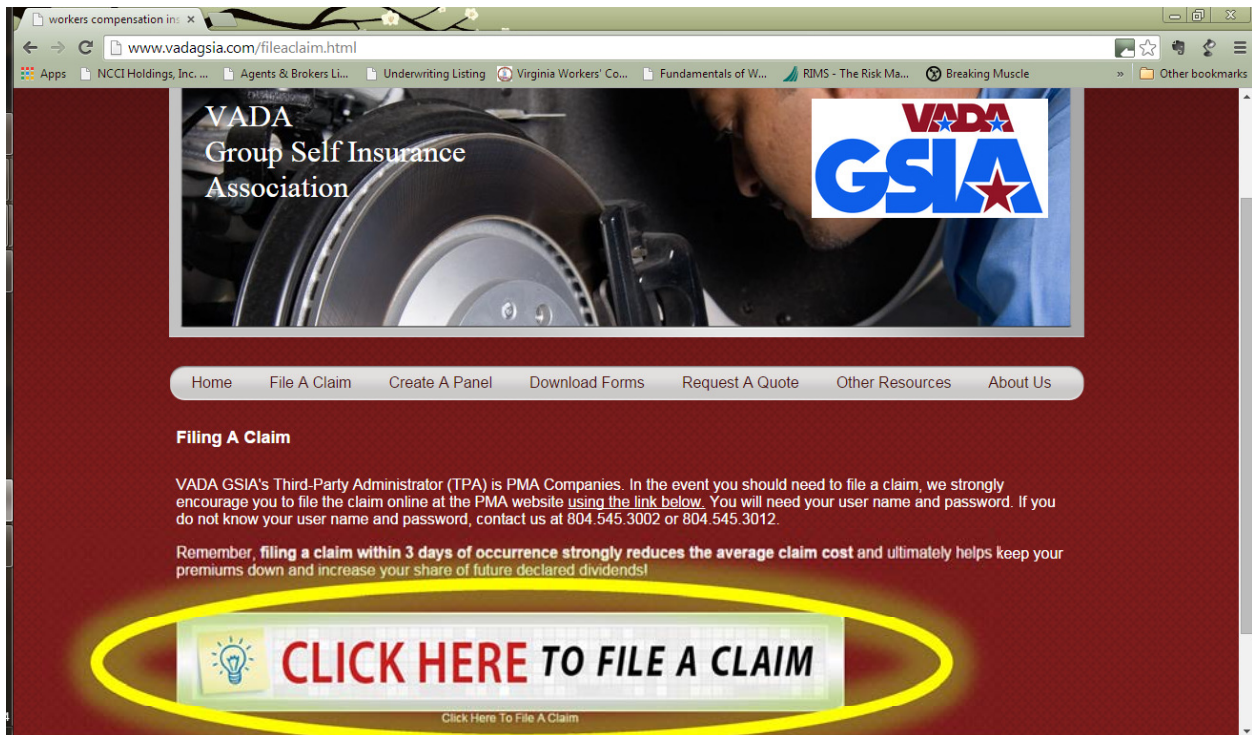 workers compensation ins
www.vadagsia.com/fileaclaim.html
Apps NCCI Holdings, Inc. ... Agents & Brokers Li... Underwriting Listing Virginia Workers' Co... Fundamentals of W... RIMS - The Risk Ma... Breaking Muscle » Other bookmarks
VADA
Group Self Insurance
Association
VADA
GSIA
Home File A Claim Create A Panel Download Forms Request A Quote Other Resources About Us
Filing A Claim
VADA GSIA's Third-Party Administrator (TPA) is PMA Companies. In the event you should need to file a claim, we strongly
encourage you to file the claim online at the PMA website using the link below. You will need your user name and password. If you
do not know your user name and password, contact us at 804.545.3002 or 804.545.3012.
Remember, filing a claim within 3 days of occurrence strongly reduces the average claim cost and ultimately helps keep your
premiums down and increase your share of future declared dividends!
CLICK HERE TO FILE A CLAIM
Click Here To File A Claim